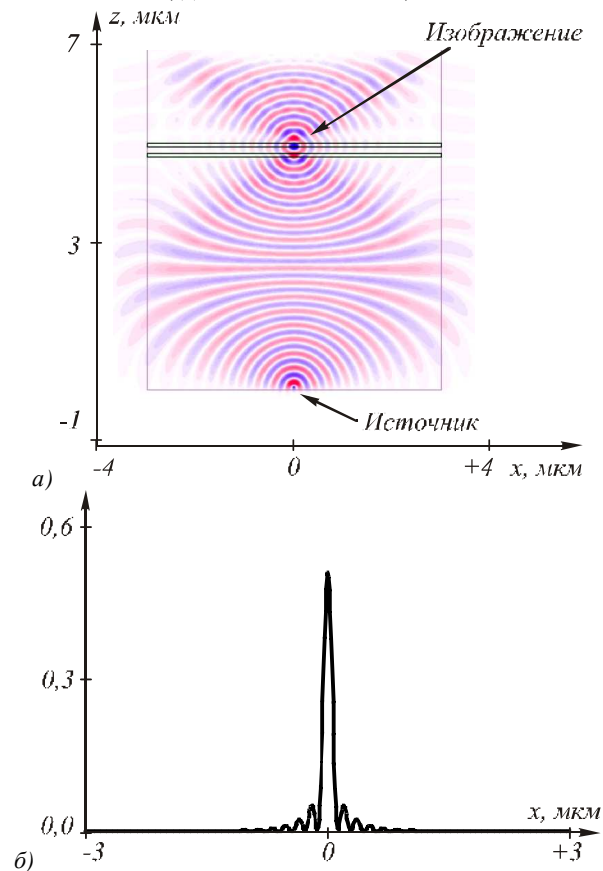 z, мкм
7
Изображение
3
Источник
-1
-4
0
+4
x, мкм
а)
0,6
0,3
0,0
x, мкм
-3
0
+3
б)